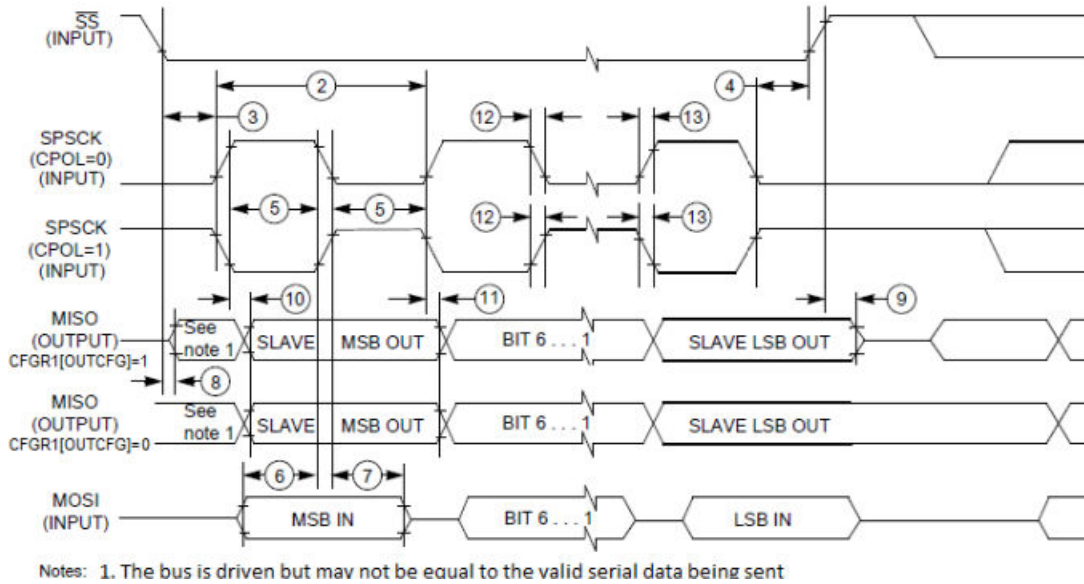 SS
(INPUT)
2
4
3
12
13
SPSCK
(CPOL=0)
(INPUT)
5
5
12
13
SPSCK
(CPOL=1)
(INPUT)
10
11
9
MISO
(OUTPUT)
CFGR1[OUTCFG]=1
See
note 1
SLAVE
MSB OUT
BIT 6 . . . 1
SLAVE LSB OUT
8
MISO
(OUTPUT)
CFGR1[OUTCFG]=0
See
note 1
SLAVE
MSB OUT
BIT 6 . . . 1
SLAVE LSB OUT
6
7
MOSI
(INPUT)
MSB IN
BIT 6 . . . 1
LSB IN
Notes: 1. The bus is driven but may not be equal to the valid serial data being sent